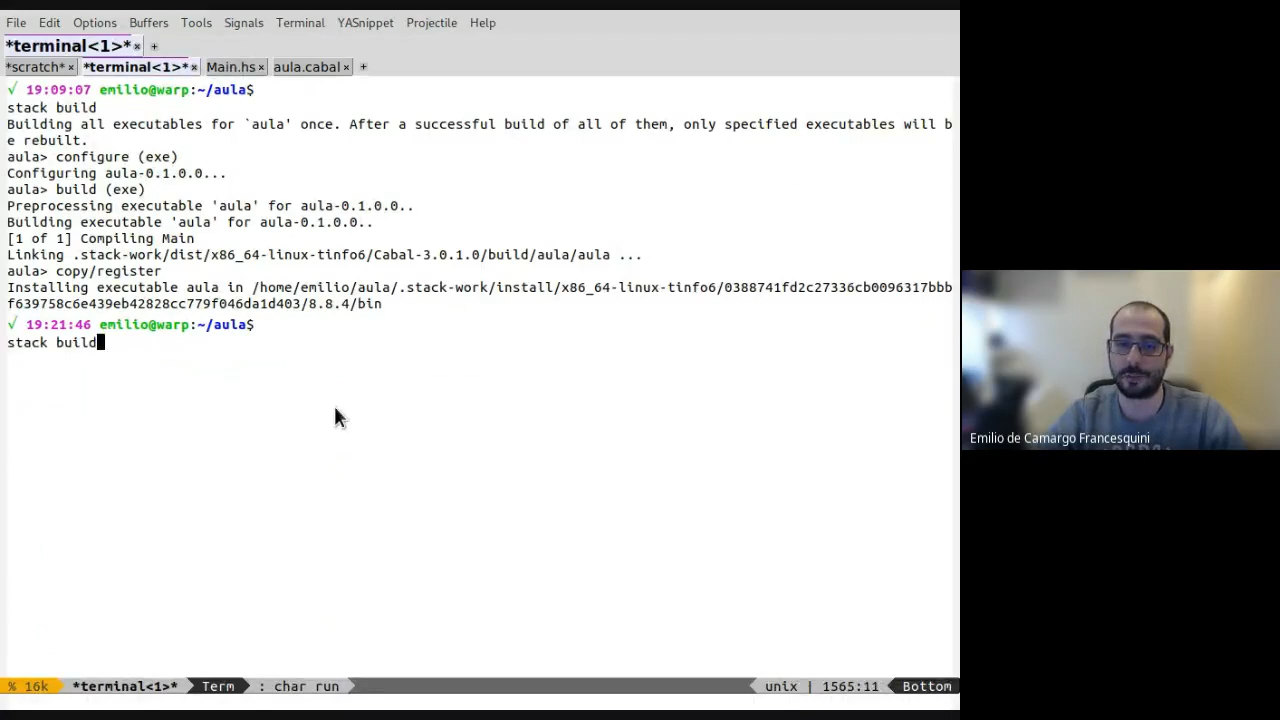 File Edit Options Buffers Tools Signals Terminal YASnippet Projectile Help
*terminal<1>* × +
*scratch* × *terminal<1>* × Main.hs × aula.cabal × +
√ 19:09:07 emilio@warp:~/aula$
stack build
Building all executables for `aula' once. After a successful build of all of them, only specified executables will b
e rebuilt.
aula> configure (exe)
Configuring aula-0.1.0.0...
aula> build (exe)
Preprocessing executable 'aula' for aula-0.1.0.0..
Building executable 'aula' for aula-0.1.0.0..
[1 of 1] Compiling Main
Linking .stack-work/dist/x86_64-linux-tinfo6/Cabal-3.0.1.0/build/aula/aula ...
aula> copy/register
Installing executable aula in /home/emilio/aula/.stack-work/install/x86_64-linux-tinfo6/0388741fd2c27336cb0096317bbb
f639758c6e439eb42828cc779f046da1d403/8.8.4/bin
√ 19:21:46 emilio@warp:~/aula$
stack build
Emilio de Camargo Francesquini
% 16k *terminal<1>* Term : char run unix | 1565:11 Bottom